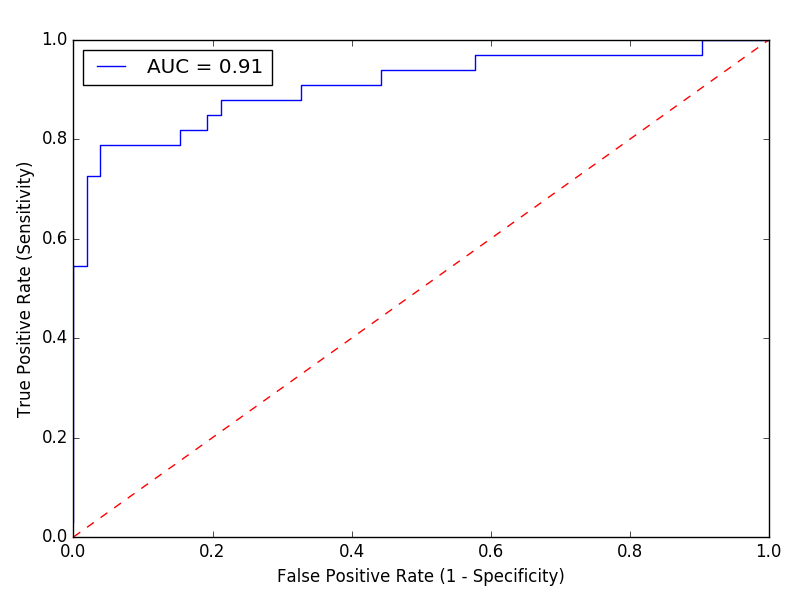 AUC = 0.91
True Positive Rate (Sensitivity)
1.0
0.8
0.6
0.4
0.2
0.0
0.0 0.2 0.4 0.6 0.8 1.0
False Positive Rate (1 - Specificity)